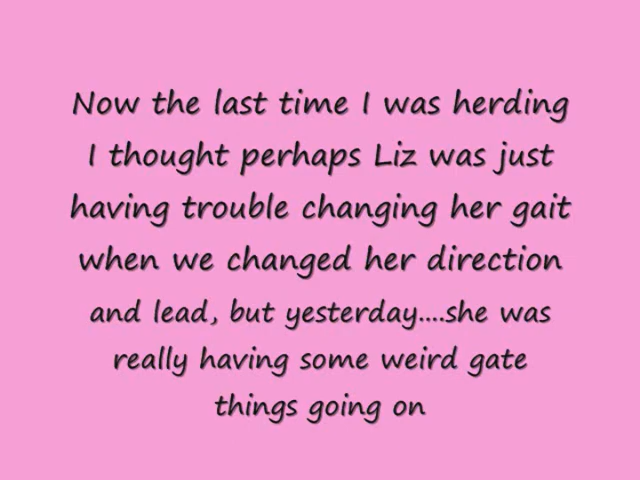 Now the last time I was herding
I thought perhaps Liz was just
having trouble changing her gait
when we changed her direction
and lead, but yesterday....she was
really having some weird gate
things going on